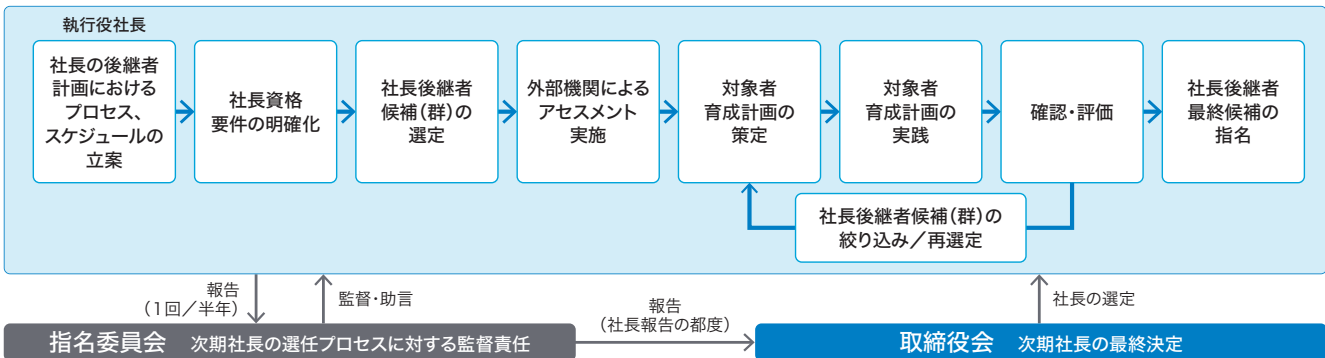 執行役社長
社長の後継者
計画における
プロセス、
スケジュールの
立案
社長資格
要件の明確化
社長後継者
候補(群)の
選定
外部機関による
アセスメント
実施
対象者
育成計画の
策定
対象者
育成計画の
実践
確認・評価
社長後継者
最終候補の
指名
社長後継者候補(群)の
絞り込み／再選定
報告
(1回／半年)
監督・助言
報告
(社長報告の都度)
社長の選定
指名委員会 次期社長の選任プロセスに対する監督責任
取締役会 次期社長の最終決定